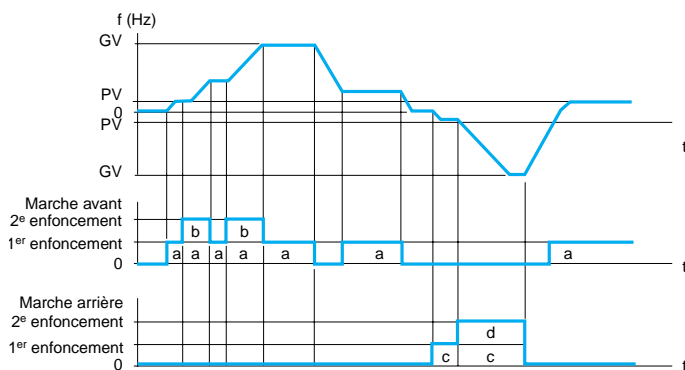 f (Hz)
GV
PV
0
PV
t
GV
Marche avant
2e enfoncement
b b
1er enfoncement
a a a a a a a
0
t
Marche arrière
2e enfoncement
d
1er enfoncement
c c
0
t